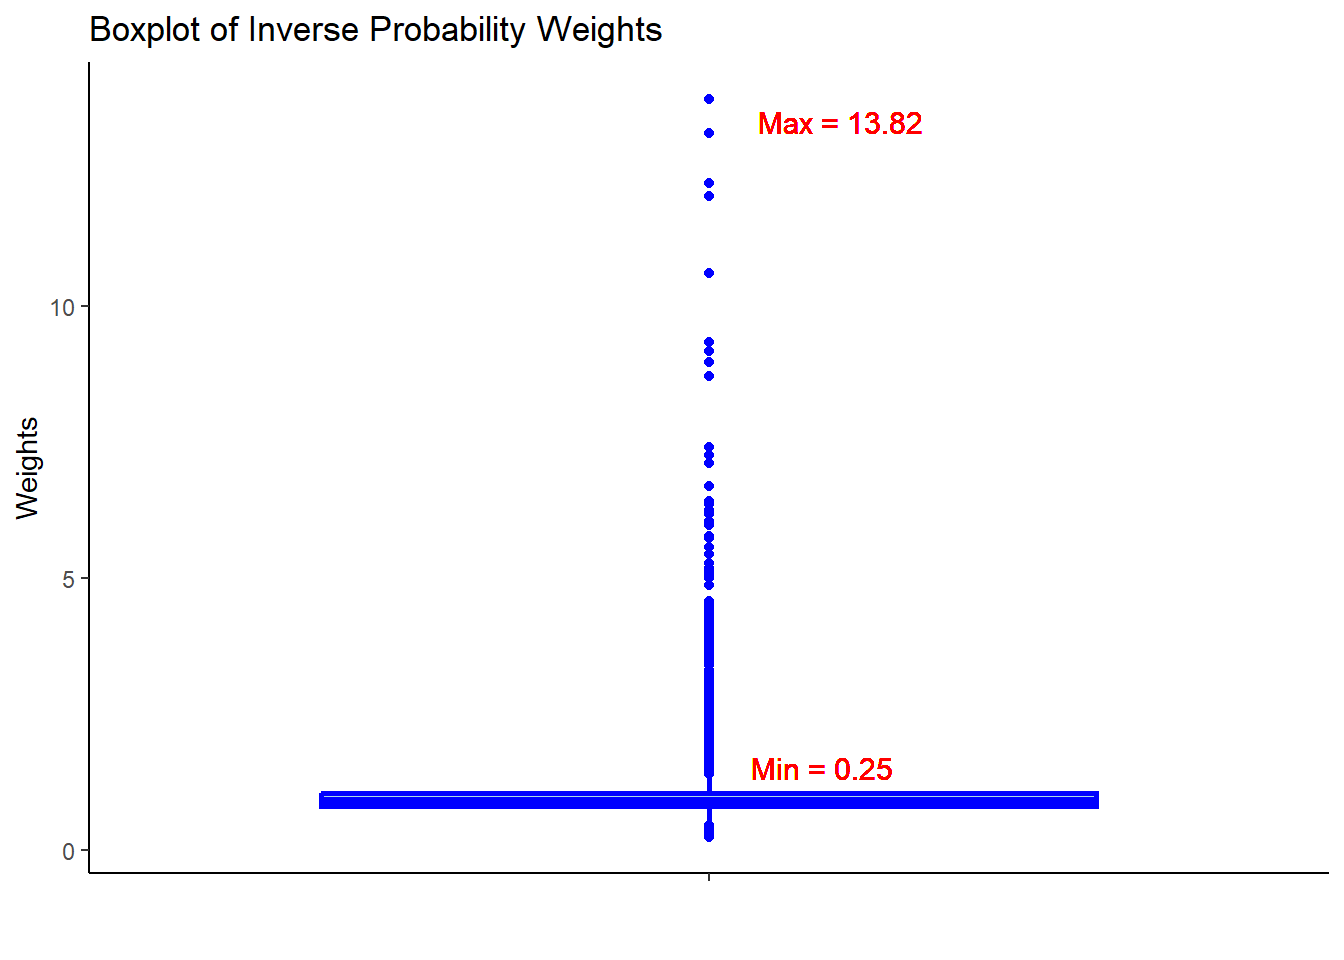 Boxplot of Inverse Probability Weights
Max = 13.82
10
Weights
5
Min = 0.25
0